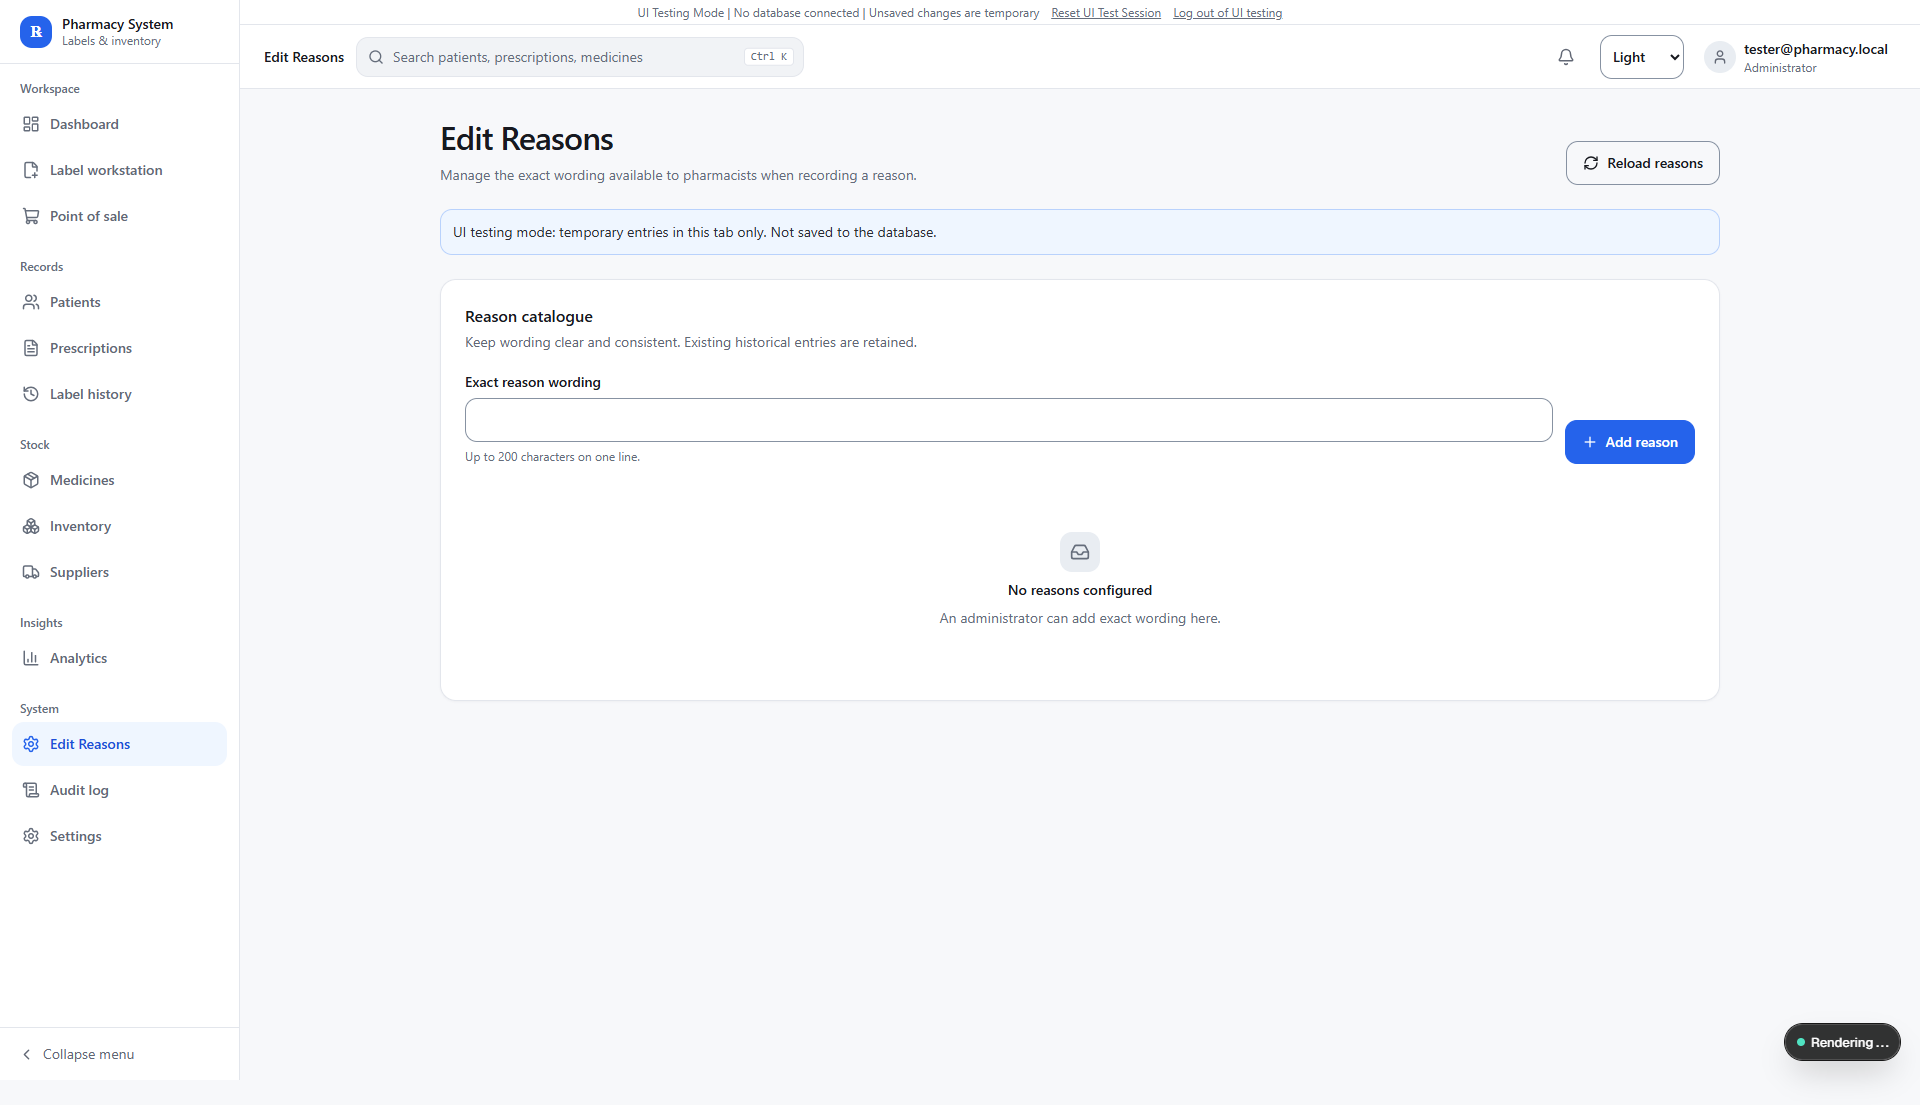 Pharmacy System
Labels & inventory
UI Testing Mode | No database connected | Unsaved changes are temporary Reset UI Test Session Log out of UI testing
Edit Reasons
Search patients, prescriptions, medicines
Ctrl K
Light
tester@pharmacy.local
Administrator
Workspace
Dashboard
Label workstation
Point of sale
Records
Patients
Prescriptions
Label history
Stock
Medicines
Inventory
Suppliers
Insights
Analytics
System
Edit Reasons
Audit log
Settings
Collapse menu
Edit Reasons
Manage the exact wording available to pharmacists when recording a reason.
Reload reasons
UI testing mode: temporary entries in this tab only. Not saved to the database.
Reason catalogue
Keep wording clear and consistent. Existing historical entries are retained.
Exact reason wording
Up to 200 characters on one line.
Add reason
No reasons configured
An administrator can add exact wording here.
Rendering ...